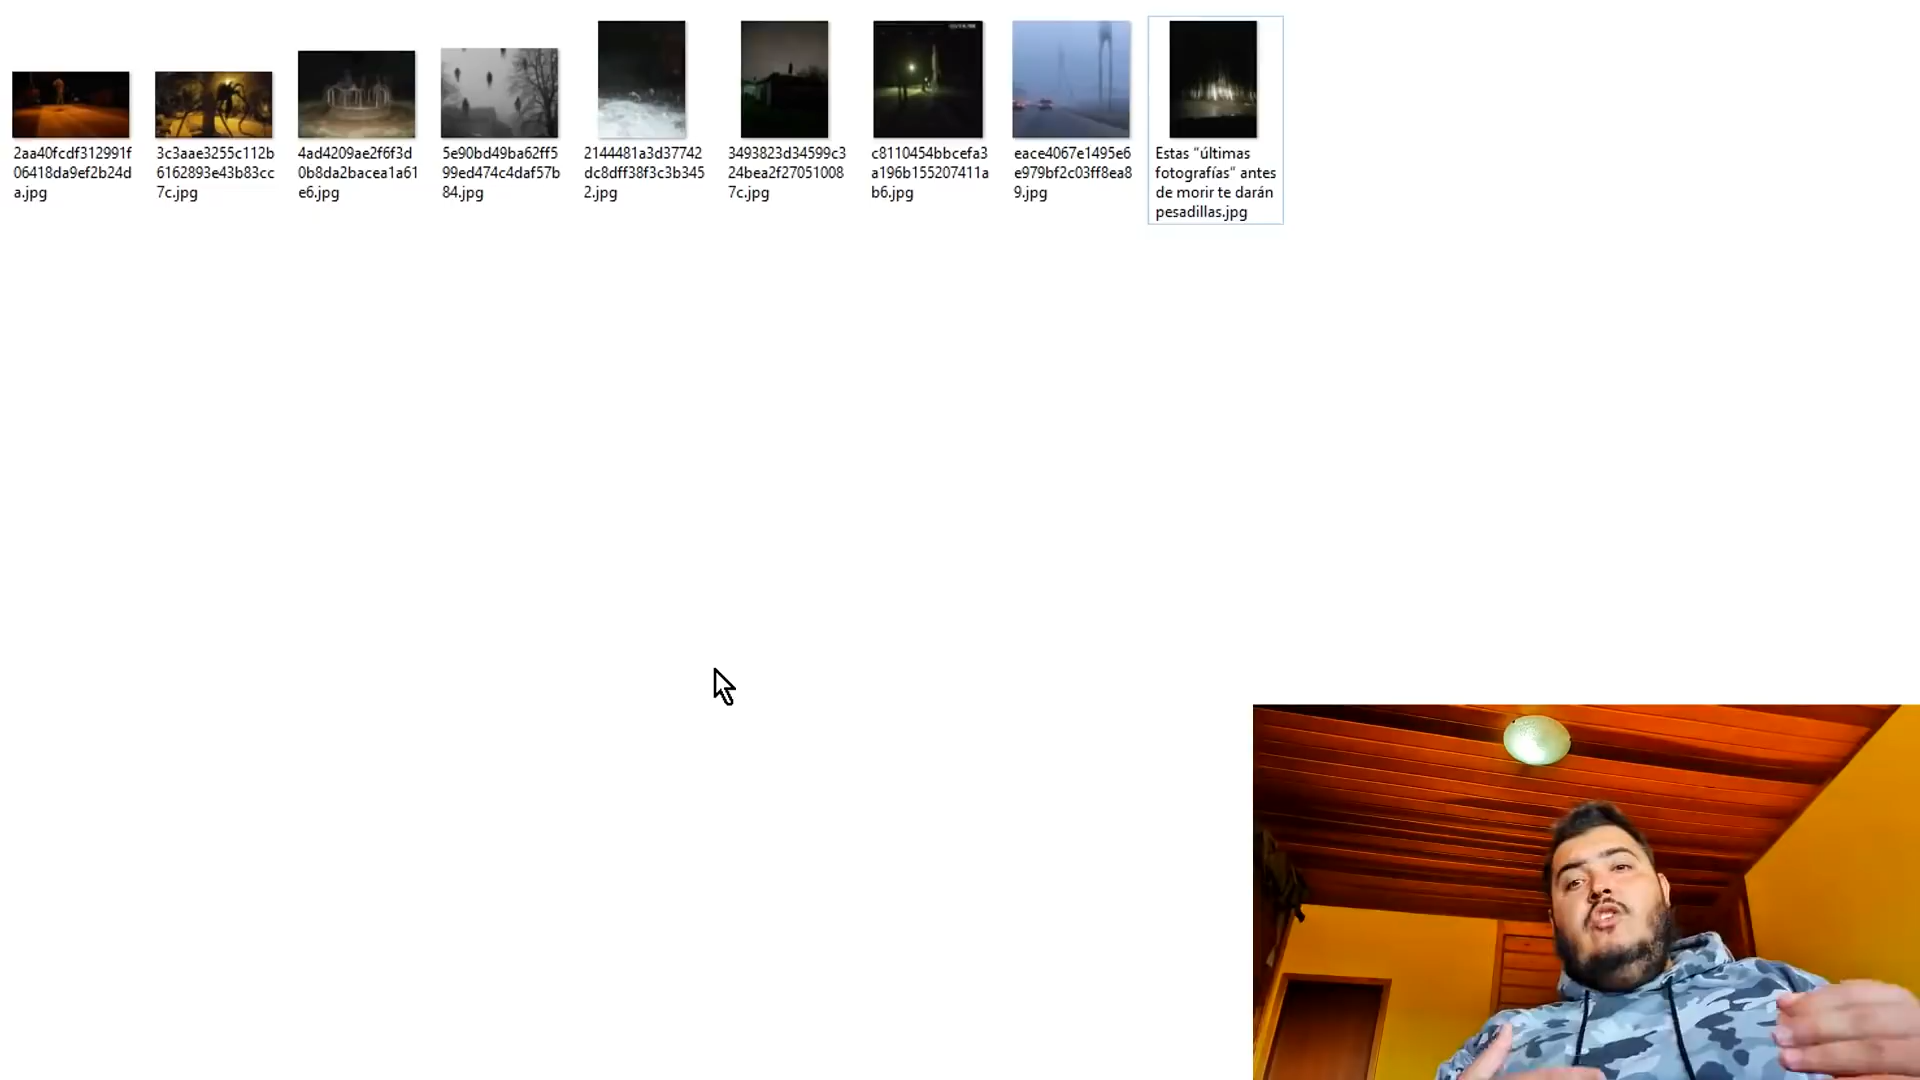 2aa40fcdf312991f
06418da9ef2b24d
a.jpg
3c3aae3255c112b
6162893e43b83cc
7c.jpg
4ad4209ae2f6f3d
0b8da2bacea1a61
e6.jpg
5e90bd49ba62ff5
99ed474c4daf57b
84.jpg
2144481a3d37742
dc8dff38f3c3b345
2.jpg
3493823d34599c3
24bea2f27051008
7c.jpg
c8110454bbcefa3
a196b155207411a
b6.jpg
eace4067e1495e6
e979bf2c03ff8ea8
9.jpg
Estas “últimas
fotografías” antes
de morir te darán
pesadillas.jpg